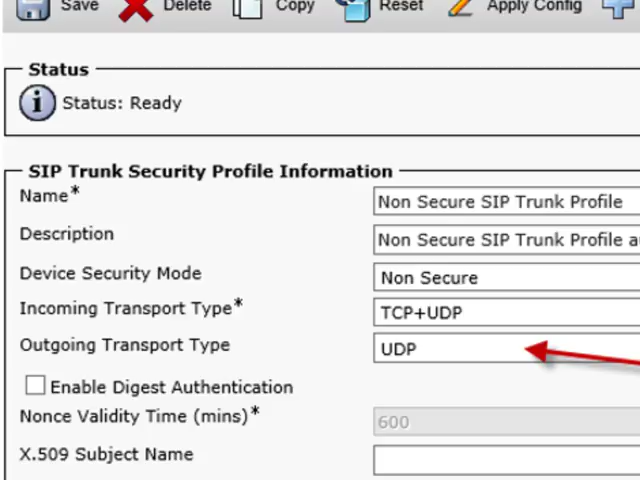 Save Delete Copy Reset Apply Config
Status
Status: Ready
SIP Trunk Security Profile Information
Name* Non Secure SIP Trunk Profile
Description Non Secure SIP Trunk Profile
Device Security Mode Non Secure
Incoming Transport Type* TCP+UDP
Outgoing Transport Type UDP
Enable Digest Authentication
Nonce Validity Time (mins)* 600
X.509 Subject Name